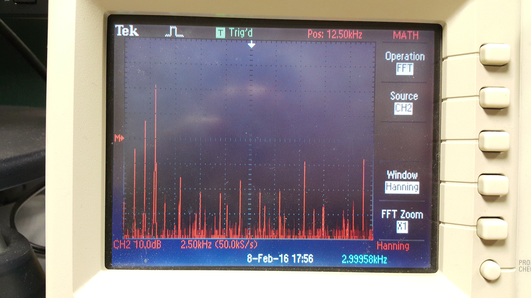 Tek
T Trig'd
Pos: 12.50kHz
MATH
Operation
FFT
Source
CH2
M
Window
Hanning
FFT Zoom
X1
CH2 10.0dB
2.50kHz (50.0kS/s)
Hanning
8-Feb-16 17:56
2.99958kHz